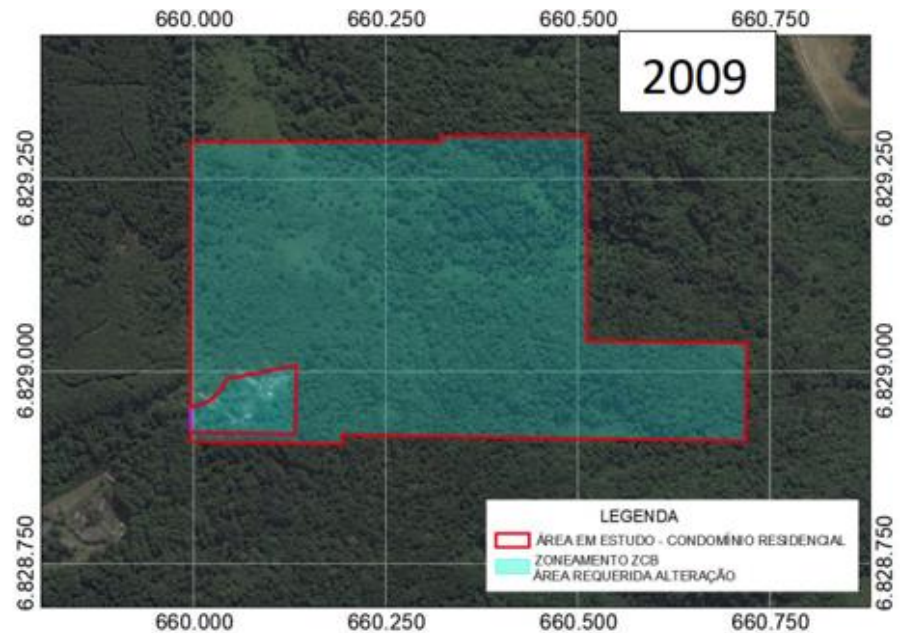 660.000 660.250 660.500 660.750
2009
6.829.250 6.829.250
6.829.000 6.829.000
6.828.750 6.828.750
LEGENDA
ÁREA EM ESTUDO - CONDOMÍNIO RESIDENCIAL
ZONEAMENTO ZCB
ÁREA REQUERIDA ALTERAÇÃO
660.000 660.250 660.500 660.750